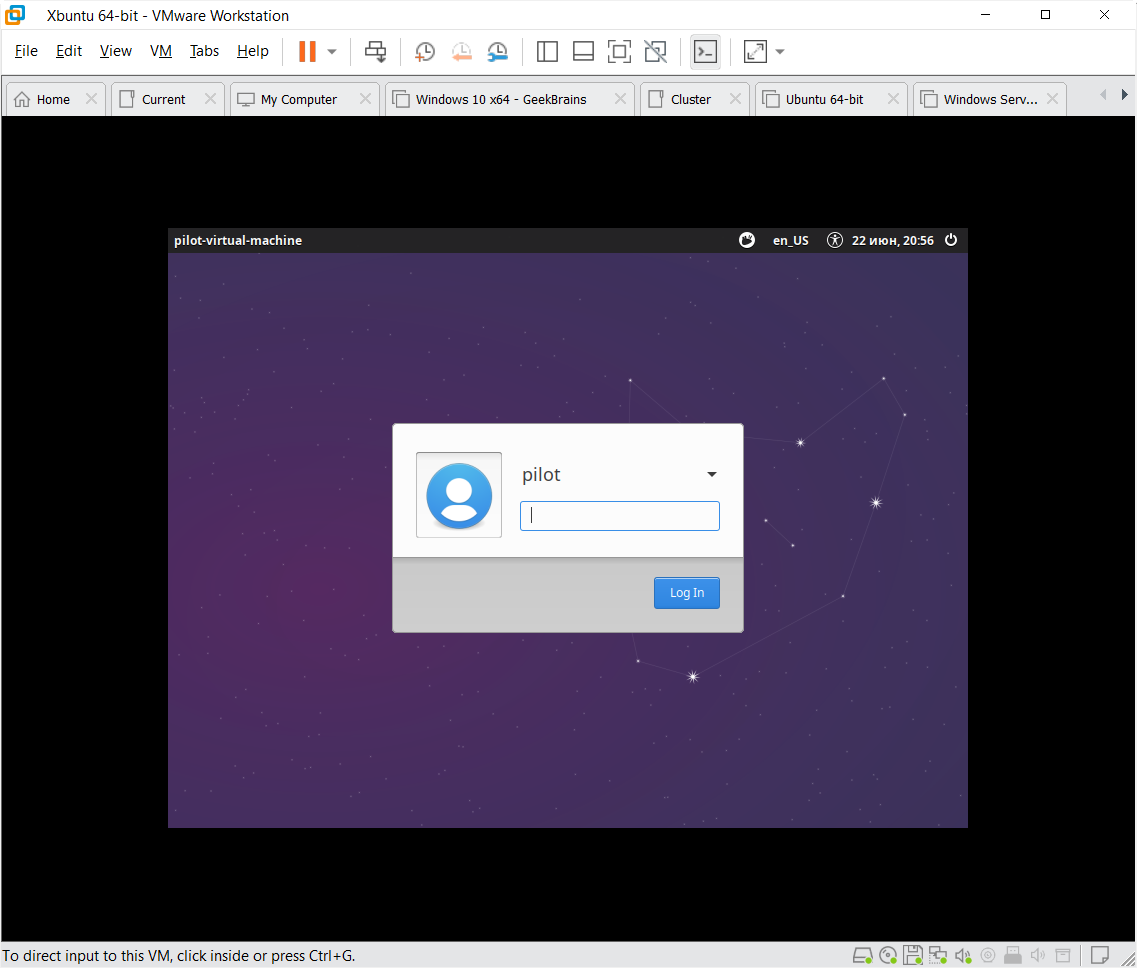 Xbuntu 64-bit - VMware Workstation
File Edit View VM Tabs Help
Home Current My Computer Windows 10 x64 - GeekBrains Cluster Ubuntu 64-bit Windows Serv...
pilot-virtual-machine en_US 22 июн, 20:56
pilot
Log In
To direct input to this VM, click inside or press Ctrl+G.